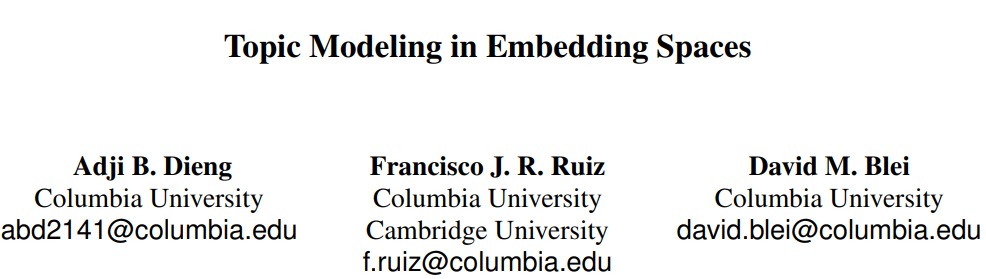 Topic Modeling in Embedding Spaces
Adji B. Dieng
Columbia University
abd2141@columbia.edu
Francisco J. R. Ruiz
Columbia University
Cambridge University
f.ruiz@columbia.edu
David M. Blei
Columbia University
david.blei@columbia.edu